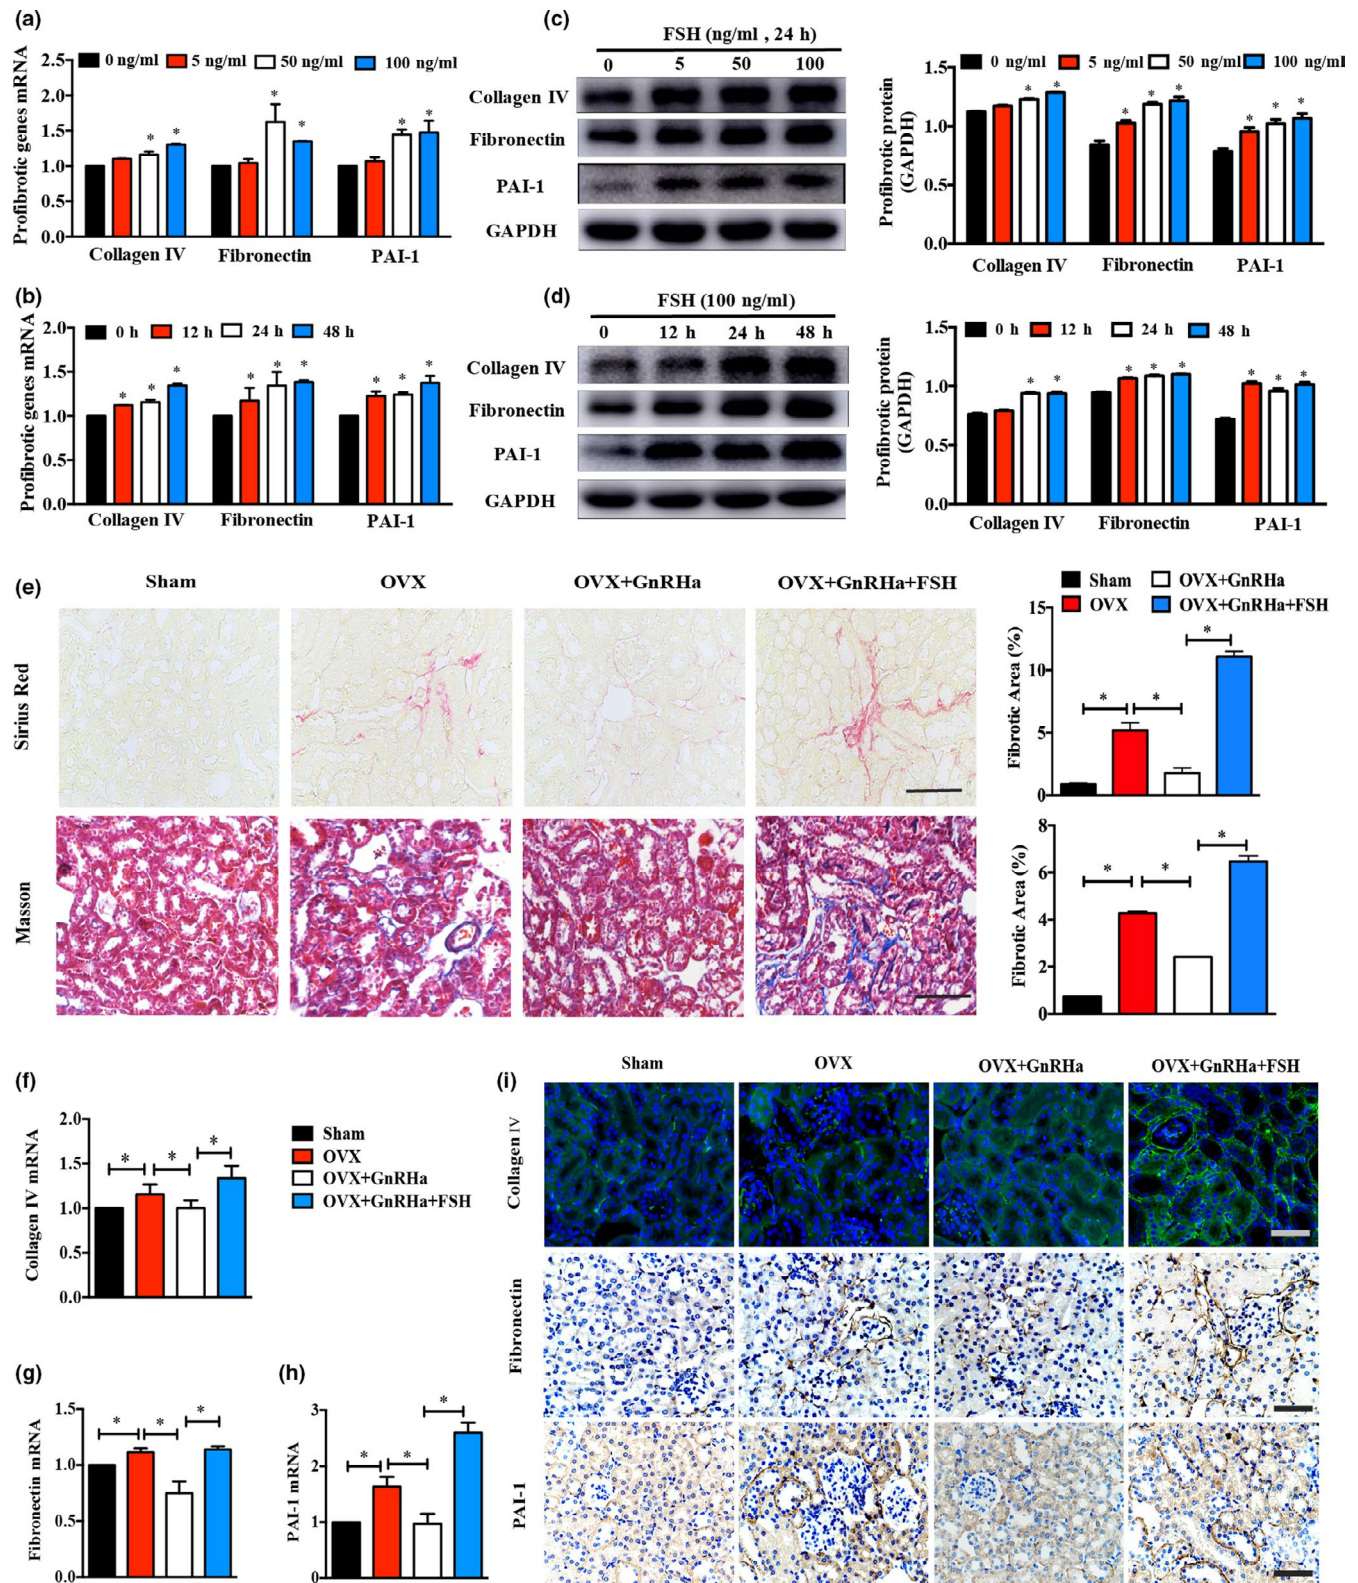 (a)
Profibrotic genes mRNA
0 ng/ml 5 ng/ml 50 ng/ml 100 ng/ml
2.5
2.0
1.5
1.0
0.5
0.0
* * * * * *
Collagen IV Fibronectin PAI-1
(c)
FSH (ng/ml , 24 h)
0 5 50 100
Collagen IV
Fibronectin
PAI-1
GAPDH
Profibrotic protein
(GAPDH)
0 ng/ml 5 ng/ml 50 ng/ml 100 ng/ml
1.5
1.0
0.5
0.0
* * * * * * * *
Collagen IV Fibronectin PAI-1
(b)
Profibrotic genes mRNA
0 h 12 h 24 h 48 h
2.0
1.5
1.0
0.5
0.0
* * * * * * * * *
Collagen IV Fibronectin PAI-1
(d)
FSH (100 ng/ml)
0 12 h 24 h 48 h
Collagen IV
Fibronectin
PAI-1
GAPDH
Profibrotic protein
(GAPDH)
0 h 12 h 24 h 48 h
1.5
1.0
0.5
0.0
* * * * * * * *
Collagen IV Fibronectin PAI-1
(e)
Sham OVX OVX+GnRHa OVX+GnRHa+FSH
Sirius Red
Masson
Sham OVX+GnRHa
OVX OVX+GnRHa+FSH
Fibrotic Area (%)
15
10
5
0
* * *
Fibrotic Area (%)
8
6
4
2
0
* * *
(f)
Collagen IV mRNA
2.0
1.5
1.0
0.5
0.0
* * *
Sham
OVX
OVX+GnRHa
OVX+GnRHa+FSH
(g)
Fibronectin mRNA
1.5
1.0
0.5
0.0
* * *
(h)
PAI-1 mRNA
3
2
1
0
* * *
(i)
Sham OVX OVX+GnRHa OVX+GnRHa+FSH
Collagen IV
Fibronectin
PAI-1